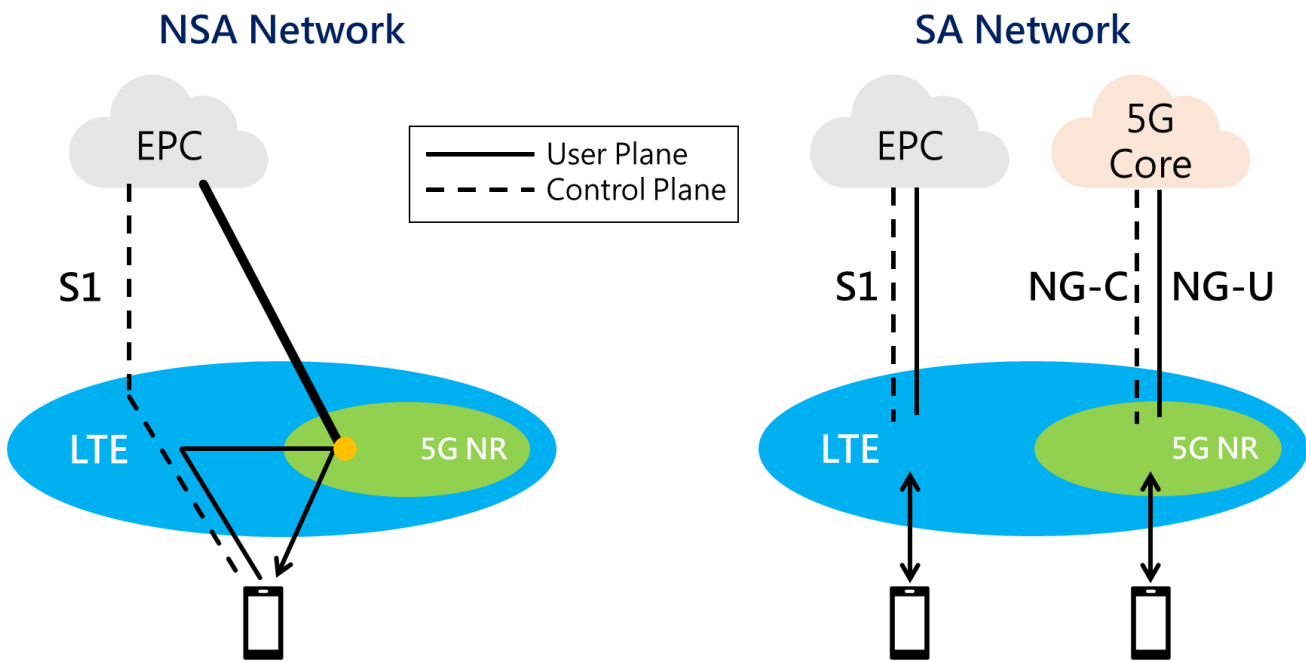 NSA Network
SA Network
EPC
User Plane
Control Plane
EPC
5G
Core
S1
S1
NG-C
NG-U
LTE
5G NR
LTE
5G NR